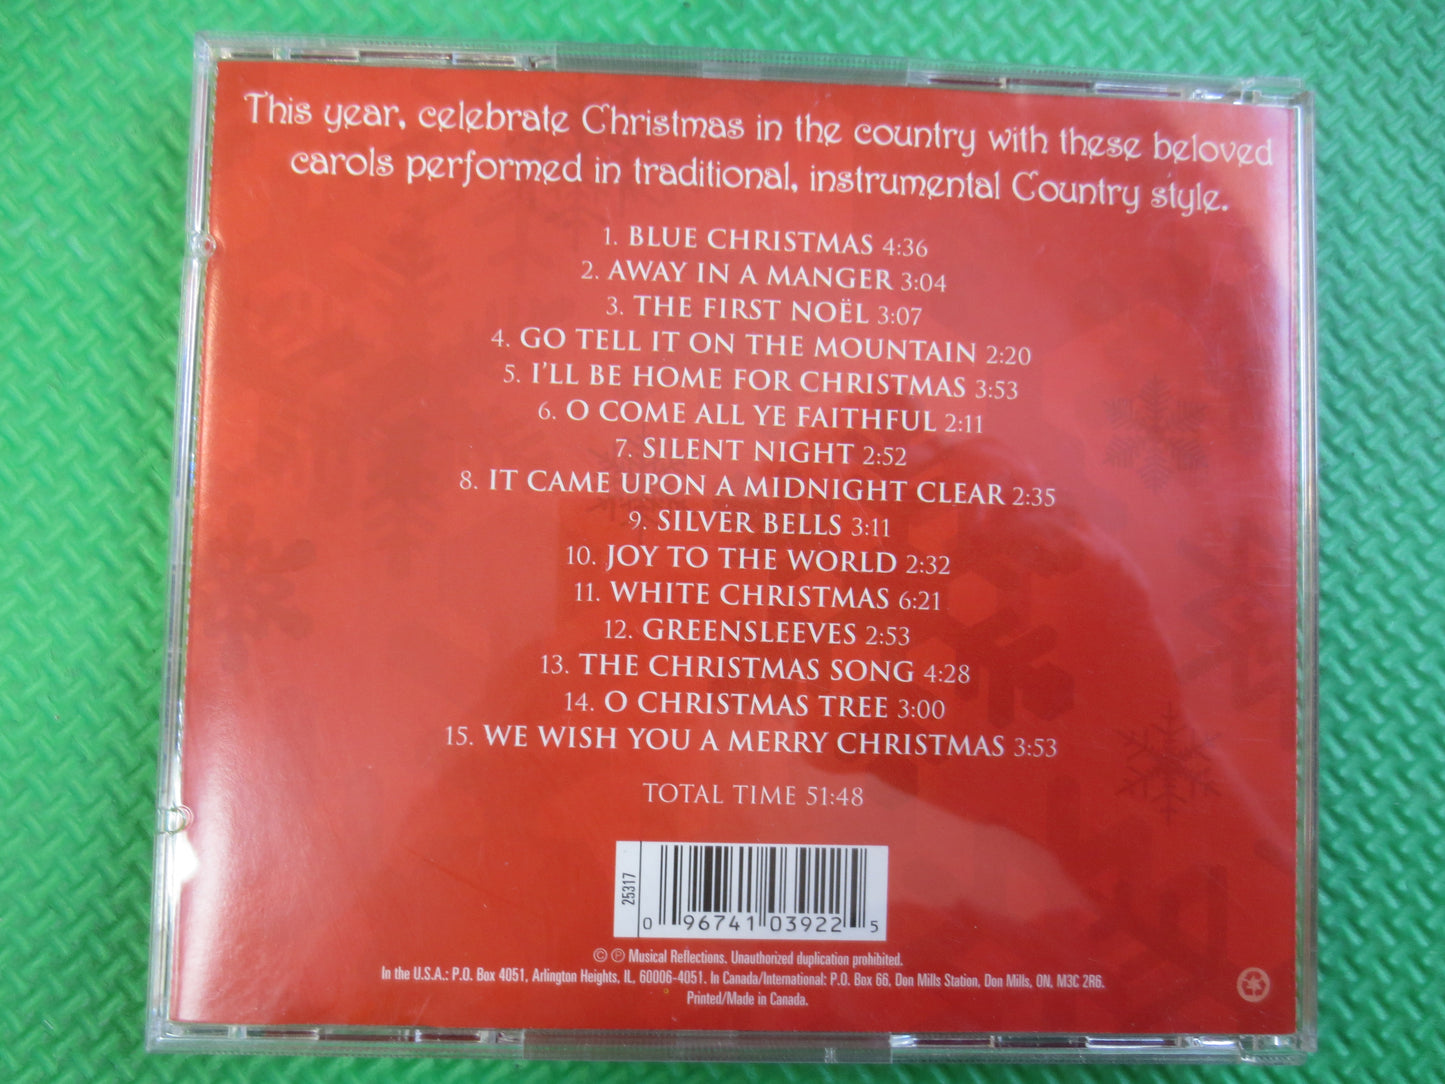 This year, celebrate Christmas in the country with these beloved
carols performed in traditional, instrumental Country style.
1. BLUE CHRISTMAS 4:36
2. AWAY IN A MANGER 3:04
3. THE FIRST NOËL 3:07
4. GO TELL IT ON THE MOUNTAIN 2:20
5. I'LL BE HOME FOR CHRISTMAS 3:53
6. O COME ALL YE FAITHFUL 2:11
7. SILENT NIGHT 2:52
8. IT CAME UPON A MIDNIGHT CLEAR 2:35
9. SILVER BELLS 3:11
10. JOY TO THE WORLD 2:32
11. WHITE CHRISTMAS 6:21
12. GREENSLEEVES 2:53
13. THE CHRISTMAS SONG 4:28
14. O CHRISTMAS TREE 3:00
15. WE WISH YOU A MERRY CHRISTMAS 3:53
TOTAL TIME 51:48
25317
0 96741 03922 5
© ℗ Musical Reflections. Unauthorized duplication prohibited.
In the U.S.A.: P.O. Box 4051, Arlington Heights, IL, 60006-4051. In Canada/International: P.O. Box 66, Don Mills Station, Don Mills, ON, M3C 2R6.
Printed/Made in Canada.